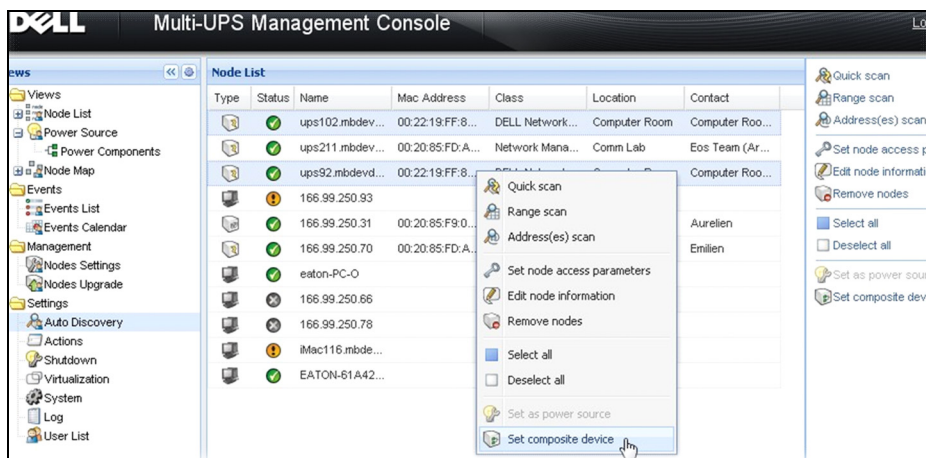 DELL Multi-UPS Management Console Lo
ews
Views
Node List
Power Source
Power Components
Node Map
Events
Events List
Events Calendar
Management
Nodes Settings
Nodes Upgrade
Settings
Auto Discovery
Actions
Shutdown
Virtualization
System
Log
User List
Node List
Type Status Name Mac Address Class Location Contact
ups102.mbdev... 00:22:19:FF:8... DELL Network... Computer Room Computer Roo...
ups211.mbdev... 00:20:85:FD:A... Network Mana... Comm Lab Eos Team (Ar...
ups92.mbdevd... 00:22:19:FF:8... Computer Roo...
166.99.250.93
166.99.250.31 00:20:85:F9:0... Aurelien
166.99.250.70 00:20:85:FD:A... Emilien
eaton-PC-O
166.99.250.66
166.99.250.78
iMac116.mbde...
EATON-61A42...
Quick scan
Range scan
Address(es) scan
Set node access parameters
Edit node information
Remove nodes
Select all
Deselect all
Set as power source
Set composite device
Quick scan
Range scan
Address(es) scan
Set node access p
Edit node informati
Remove nodes
Select all
Deselect all
Set as power sour
Set composite dev